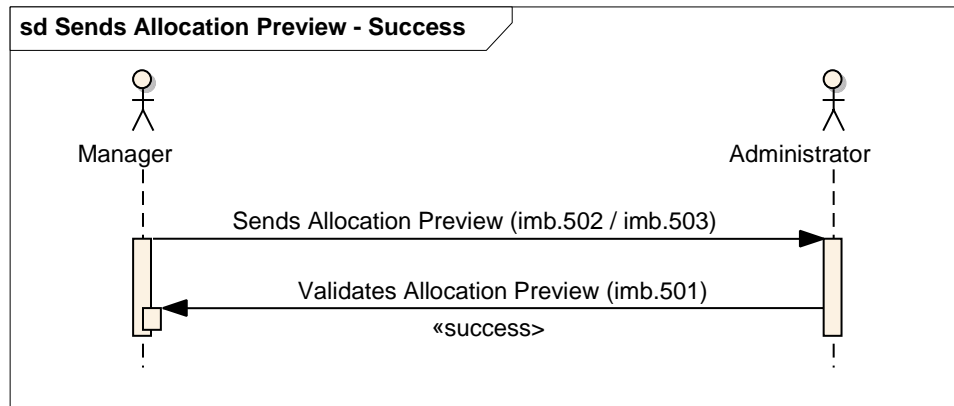 sd Sends Allocation Preview - Success
Manager
Administrator
Sends Allocation Preview (imb.502 / imb.503)
Validates Allocation Preview (imb.501)
«success>